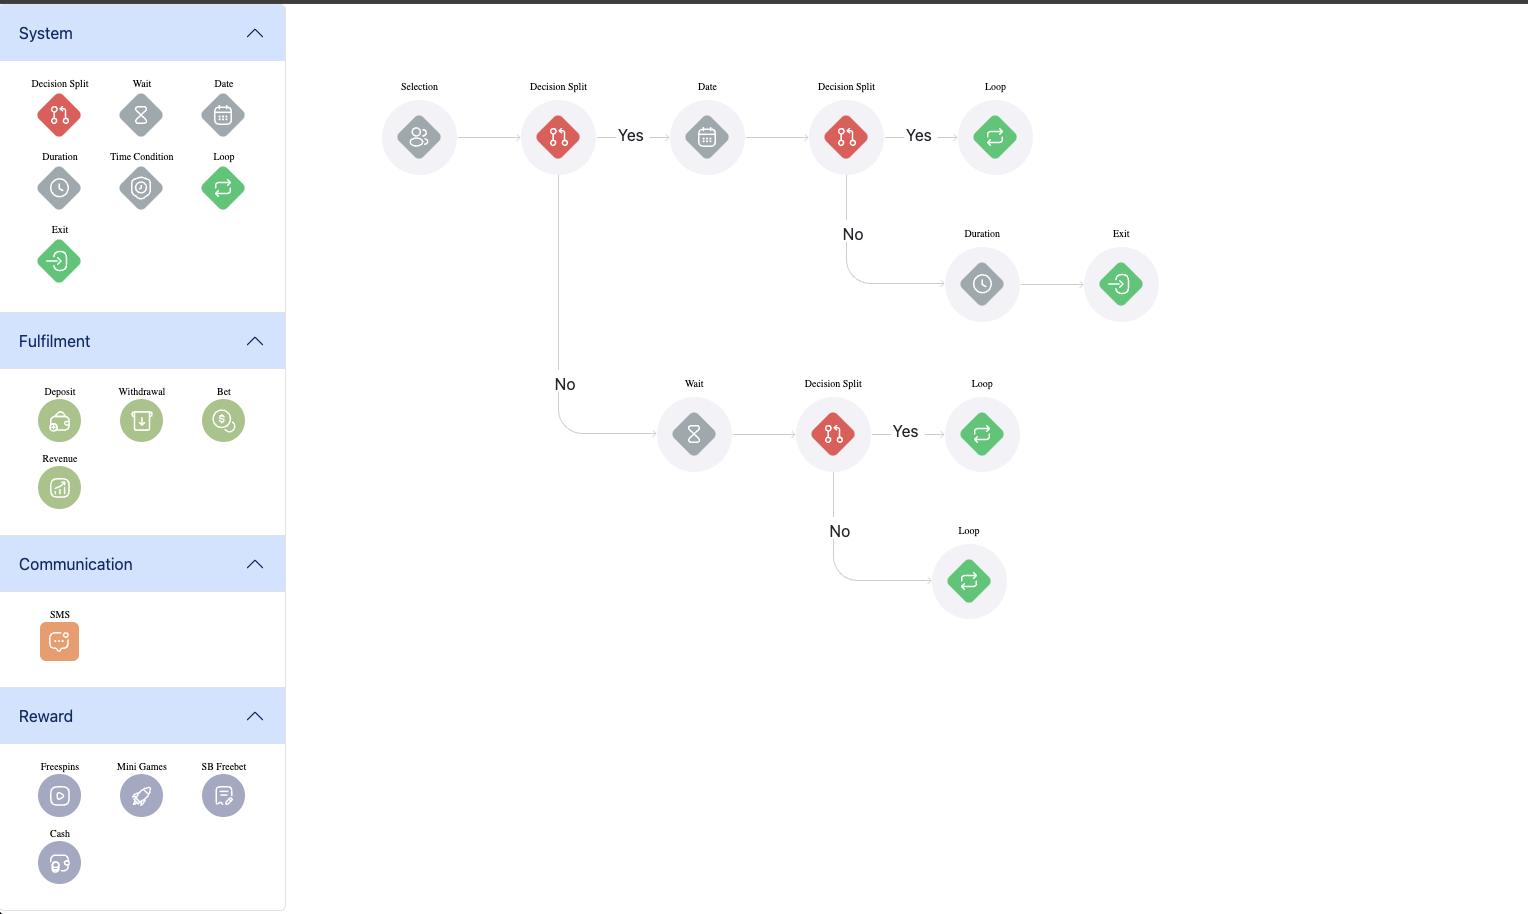 System
Decision Split Wait Date
Duration Time Condition Loop
Exit
Fulfilment
Deposit Withdrawal Bet
Revenue
Communication
SMS
Reward
Freespins Mini Games SB Freebet
Cash
Selection Decision Split Date Decision Split Loop
Yes Yes
No Duration Exit
No Wait Decision Split Loop
Yes
No Loop